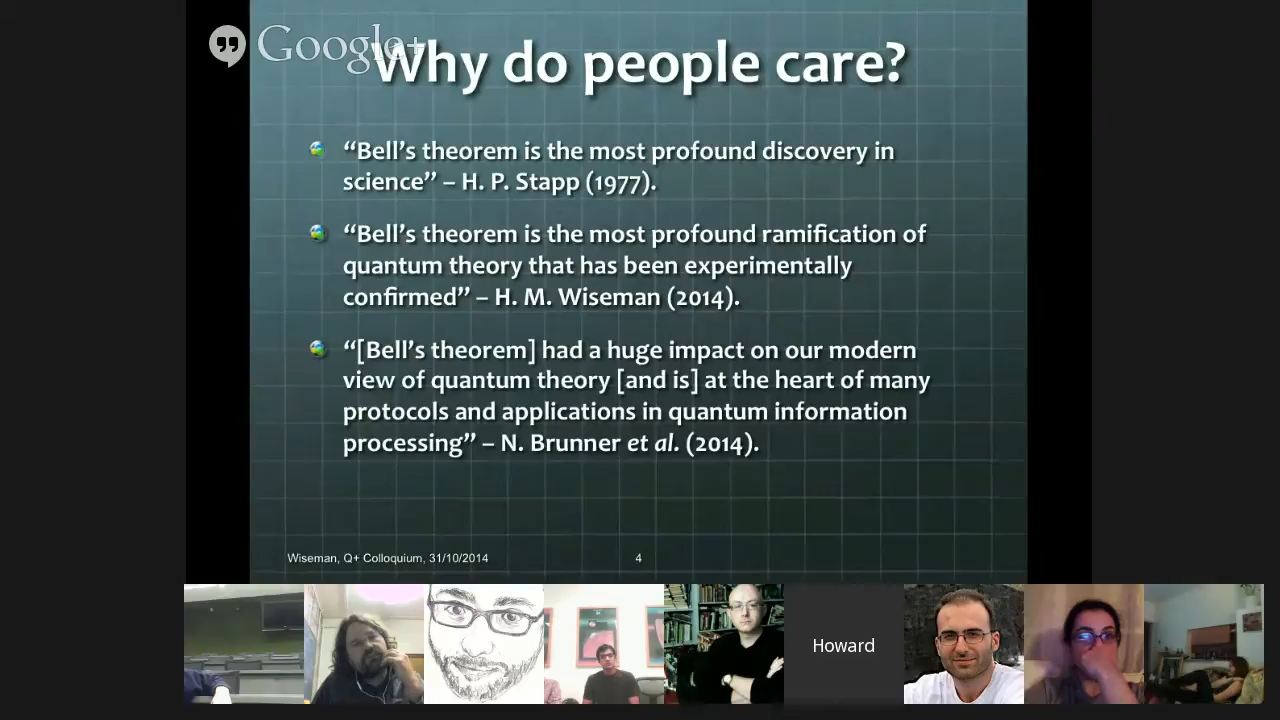 Google+
Why do people care?
“Bell’s theorem is the most profound discovery in
science” – H. P. Stapp (1977).
“Bell’s theorem is the most profound ramification of
quantum theory that has been experimentally
confirmed” – H. M. Wiseman (2014).
“[Bell’s theorem] had a huge impact on our modern
view of quantum theory [and is] at the heart of many
protocols and applications in quantum information
processing” – N. Brunner et al. (2014).
Wiseman, Q+ Colloquium, 31/10/2014
4
Howard